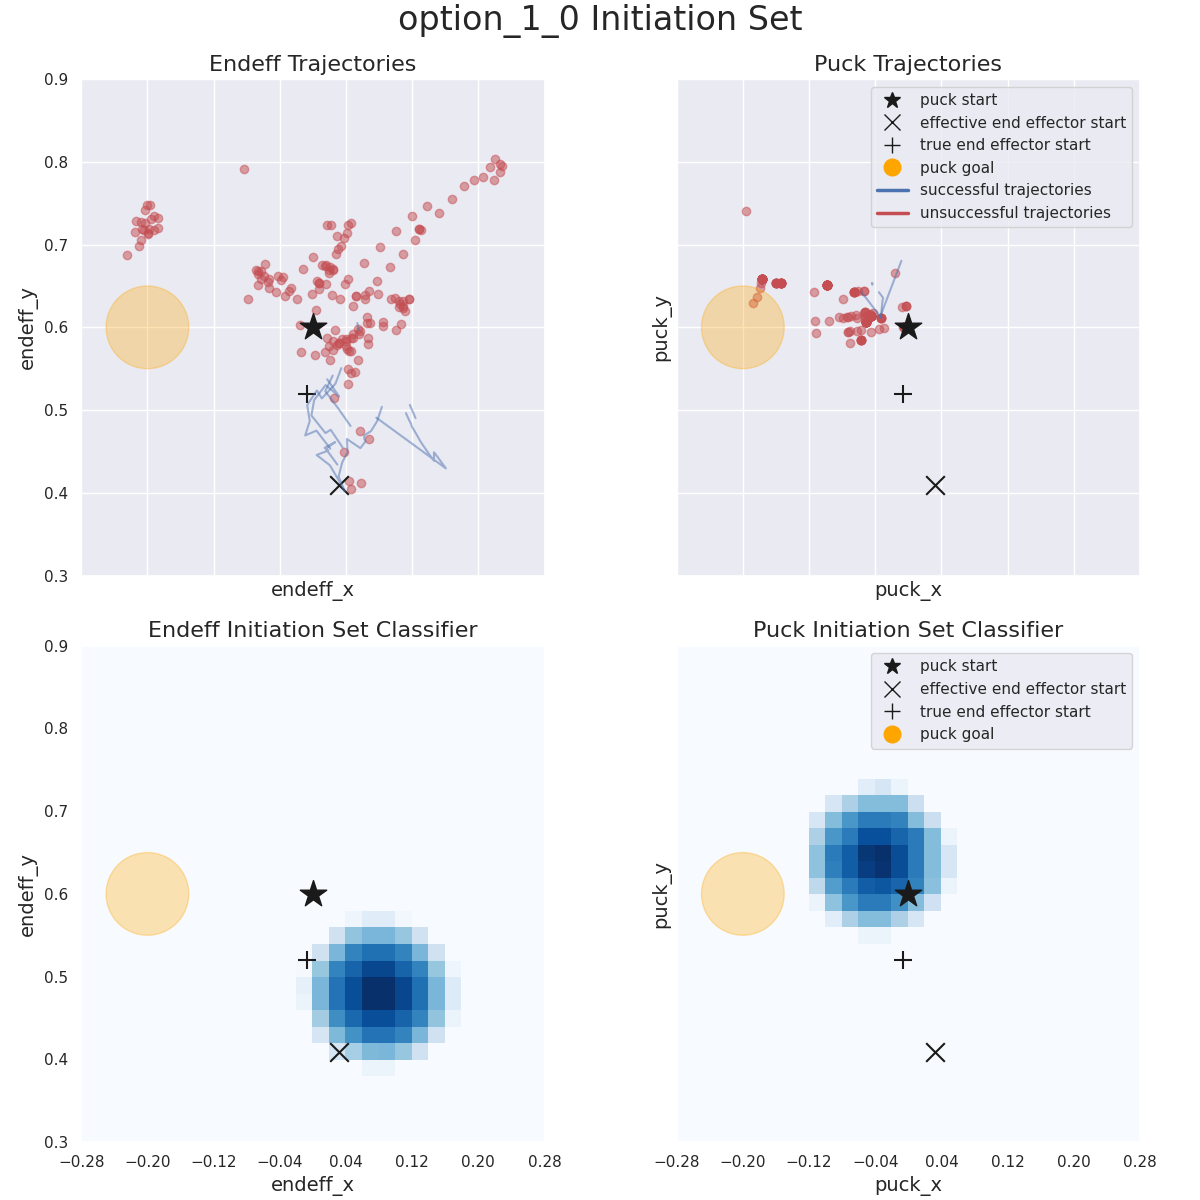 option_1_0 Initiation Set
Endeff Trajectories
0.9
0.8
0.7
0.6
0.5
0.4
0.3
endeff_y
endeff_x
Puck Trajectories
puck start
effective end effector start
true end effector start
puck goal
successful trajectories
unsuccessful trajectories
puck_y
puck_x
Endeff Initiation Set Classifier
0.9
0.8
0.7
0.6
0.5
0.4
0.3
endeff_y
−0.28 −0.20 −0.12 −0.04 0.04 0.12 0.20 0.28
endeff_x
Puck Initiation Set Classifier
puck start
effective end effector start
true end effector start
puck goal
puck_y
−0.28 −0.20 −0.12 −0.04 0.04 0.12 0.20 0.28
puck_x